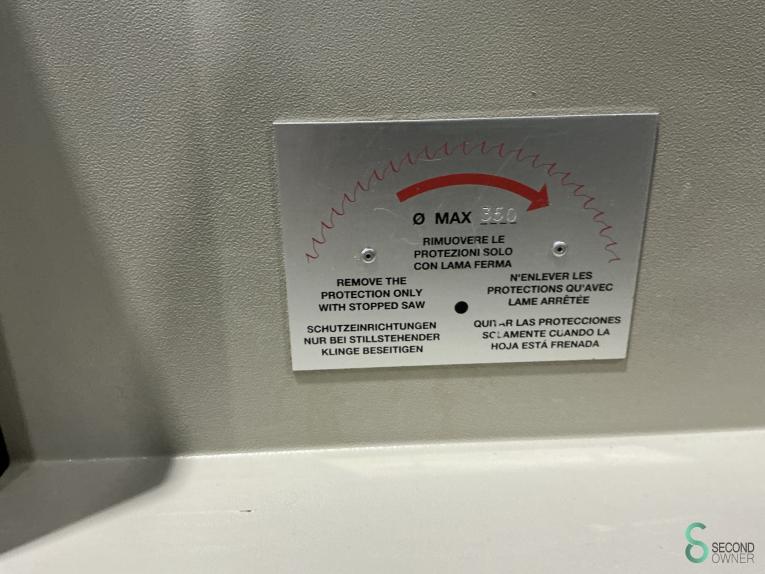 Ø MAX 350
RIMUOVERE LE
PROTEZIONI SOLO
CON LAMA FERMA
REMOVE THE
PROTECTION ONLY
WITH STOPPED SAW
N'ENLEVER LES
PROTECTIONS QU'AVEC
LAME ARRÊTÉE
SCHUTZEINRICHTUNGEN
NUR BEI STILLSTEHENDER
KLINGE BESEITIGEN
QUITAR LAS PROTECCIONES
SOLAMENTE CUANDO LA
HOJA ESTÁ FRENADA
SECOND
OWNER